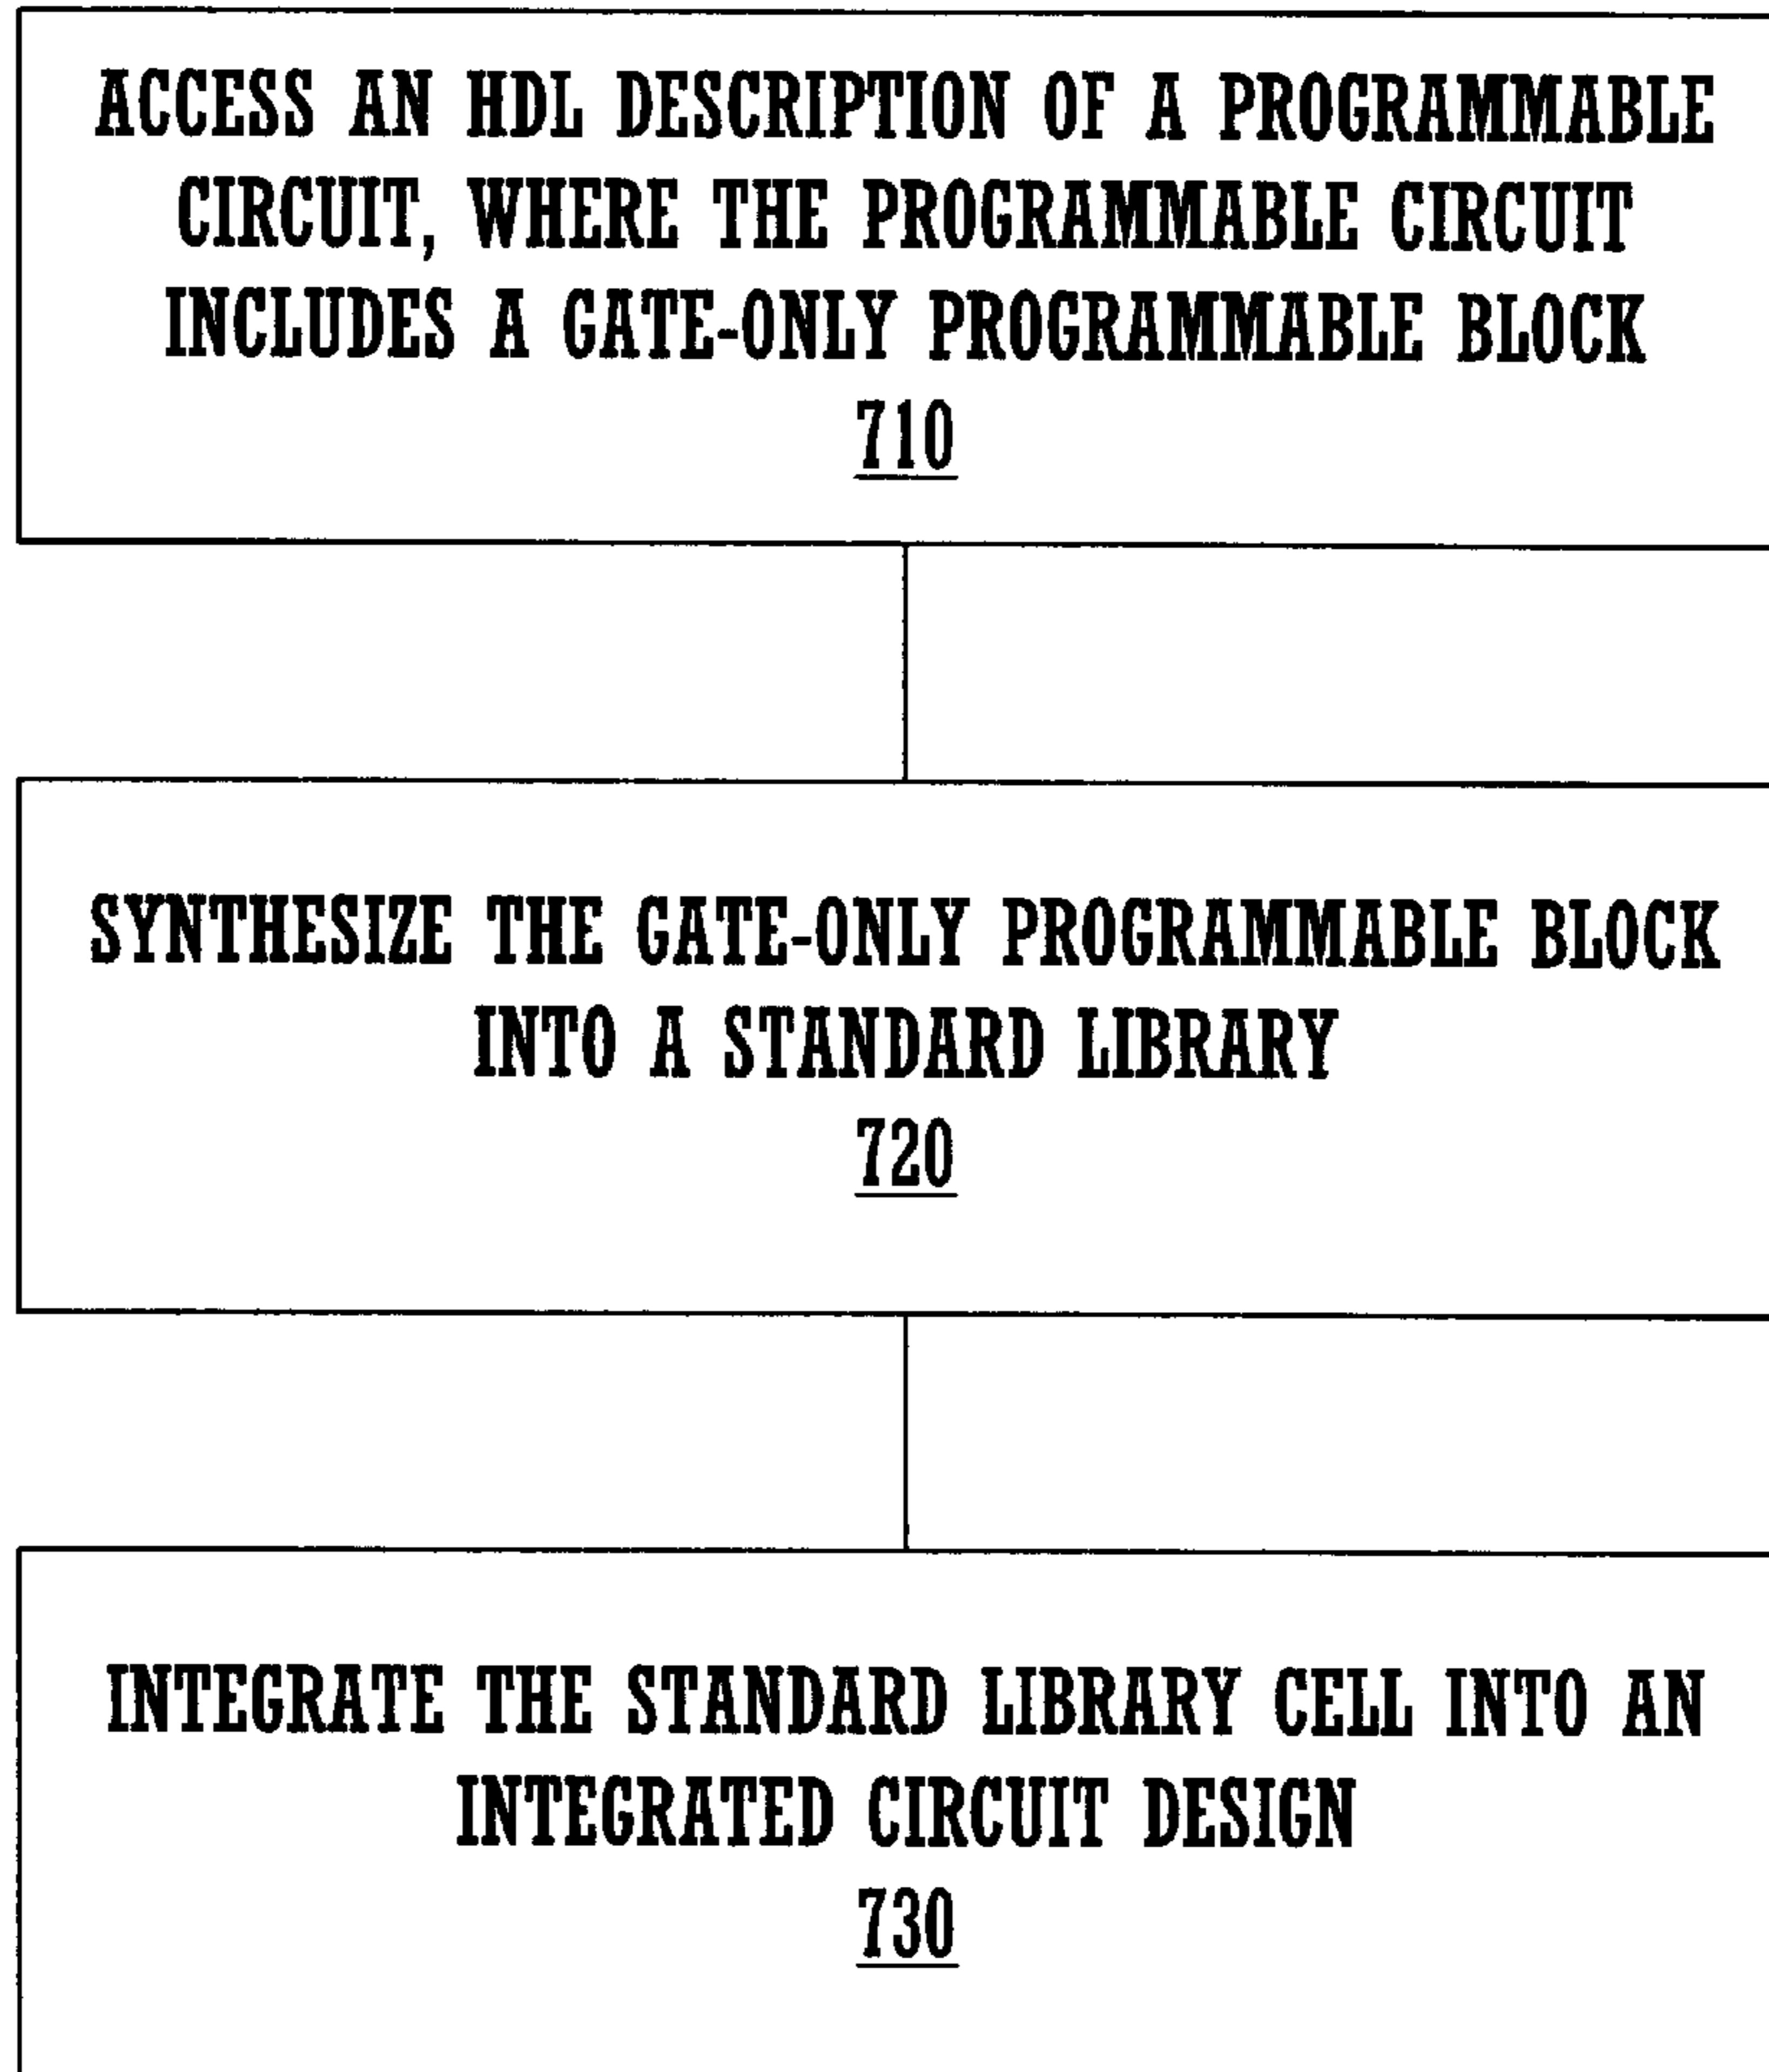 ACCESS AN HDL DESCRIPTION OF A PROGRAMMABLE
CIRCUIT, WHERE THE PROGRAMMABLE CIRCUIT
INCLUDES A GATE-ONLY PROGRAMMABLE BLOCK
710
SYNTHESIZE THE GATE-ONLY PROGRAMMABLE BLOCK
INTO A STANDARD LIBRARY
720
INTEGRATE THE STANDARD LIBRARY CELL INTO AN
INTEGRATED CIRCUIT DESIGN
730